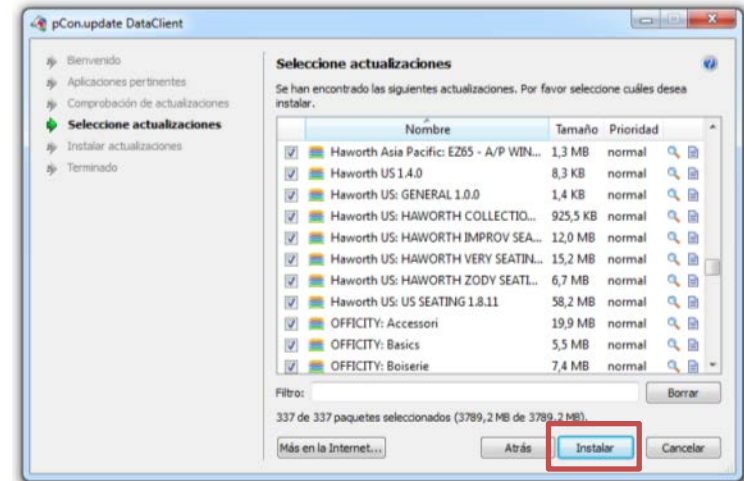 pCon.update DataClient
Bienvenido
Aplicaciones pertinentes
Comprobación de actualizaciones
Seleccione actualizaciones
Instalar actualizaciones
Terminado
Seleccione actualizaciones
Se han encontrado las siguientes actualizaciones. Por favor seleccione cuáles desea
instalar.
Nombre Tamaño Prioridad
Haworth Asia Pacific: EZ65 - A/P WIN... 1,3 MB normal
Haworth US 1.4.0 8,3 KB normal
Haworth US: GENERAL 1.0.0 1,4 KB normal
Haworth US: HAWORTH COLLECTIO... 925,5 KB normal
Haworth US: HAWORTH IMPROV SEA... 12,0 MB normal
Haworth US: HAWORTH VERY SEATIN... 15,2 MB normal
Haworth US: HAWORTH ZODY SEATI... 6,7 MB normal
Haworth US: US SEATING 1.8.11 58,2 MB normal
OFFICITY: Accessori 19,9 MB normal
OFFICITY: Basics 5,5 MB normal
OFFICITY: Boiserie 7,4 MB normal
Filtro: Borrar
337 de 337 paquetes seleccionados (3789,2 MB de 3789,2 MB).
Más en la Internet... Atrás Instalar Cancelar